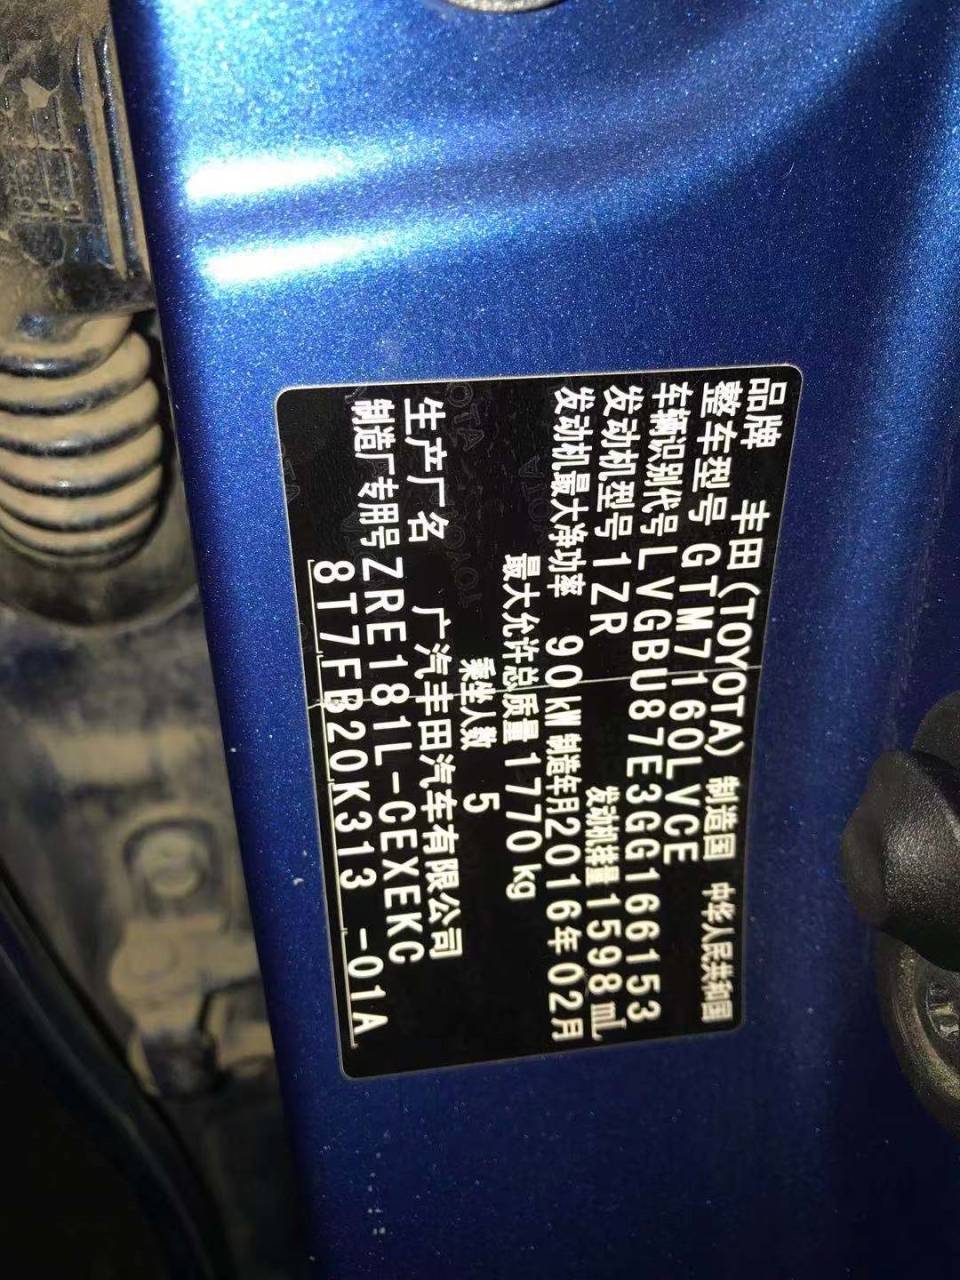 品牌 丰田(TOYOTA) 制造国 中华人民共和国
整车型号 GTM7160LVCE
车辆识别代号 LVGBU87E3GG166153
发动机型号 1ZR 发动机排量 1598 mL
发动机最大净功率 90kW 制造年月 2016年02月
最大允许总质量 1770kg
乘坐人数 5
生产厂名 广汽丰田汽车有限公司
制造厂专用号 ZRE181L-CEXEKC
8T7FB20K313 -01A